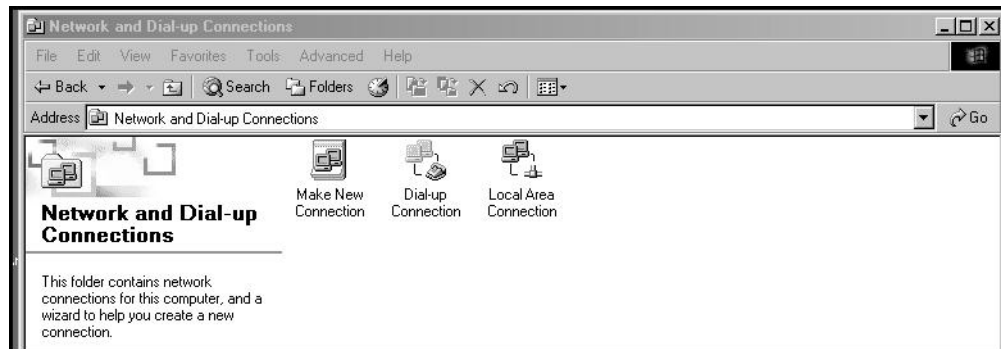 Network and Dial-up Connections
File Edit View Favorites Tools Advanced Help
Back Search Folders
Address Network and Dial-up Connections Go
Make New Connection
Dial-up Connection
Local Area Connection
Network and Dial-up
Connections
This folder contains network
connections for this computer, and a
wizard to help you create a new
connection.